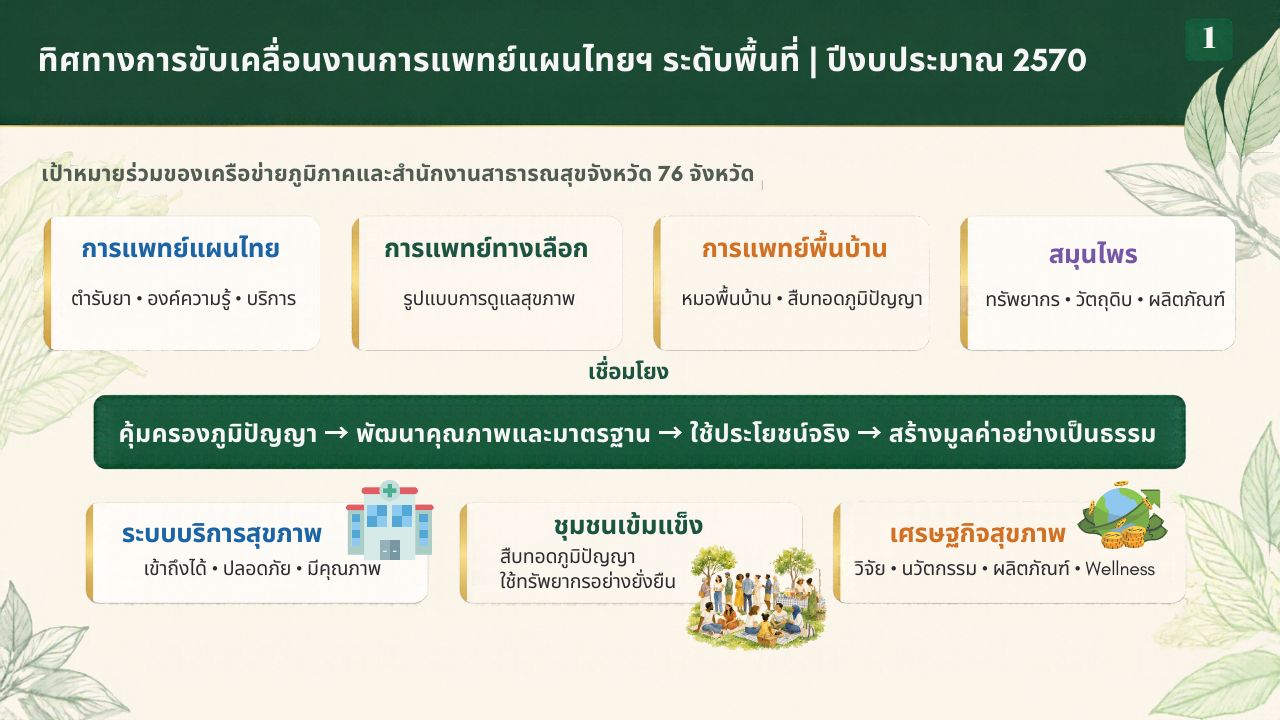 ทิศทางการขับเคลื่อนงานการแพทย์แผนไทยฯ ระดับพื้นที่ | ปีงบประมาณ 2570
1
เป้าหมายร่วมของเครือข่ายภูมิภาคและสำนักงานสาธารณสุขจังหวัด 76 จังหวัด
การแพทย์แผนไทย
ตำรับยา • องค์ความรู้ • บริการ
การแพทย์ทางเลือก
รูปแบบการดูแลสุขภาพ
การแพทย์พื้นบ้าน
หมอพื้นบ้าน • สืบทอดภูมิปัญญา
สมุนไพร
ทรัพยากร • วัตถุดิบ • ผลิตภัณฑ์
เชื่อมโยง
คุ้มครองภูมิปัญญา → พัฒนาคุณภาพและมาตรฐาน → ใช้ประโยชน์จริง → สร้างมูลค่าอย่างเป็นธรรม
ระบบบริการสุขภาพ
เข้าถึงได้ • ปลอดภัย • มีคุณภาพ
ชุมชนเข้มแข็ง
สืบทอดภูมิปัญญา
ใช้ทรัพยากรอย่างยั่งยืน
เศรษฐกิจสุขภาพ
วิจัย • นวัตกรรม • ผลิตภัณฑ์ • Wellness